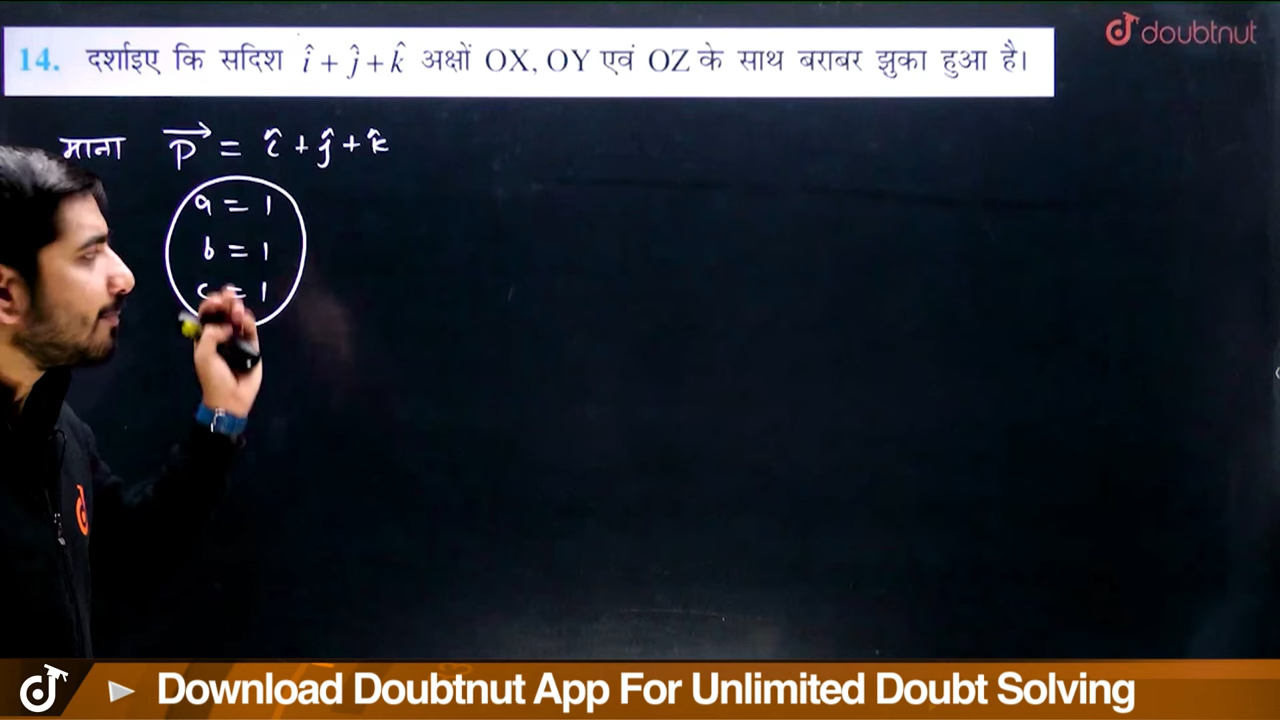 doubtnut
14. दर्शाइए कि सदिश î + ĵ + k̂ अक्षों OX, OY एवं OZ के साथ बराबर झुका हुआ है।
माना p⃗ = î + ĵ + k̂
a = 1
b = 1
c = 1
Download Doubtnut App For Unlimited Doubt Solving